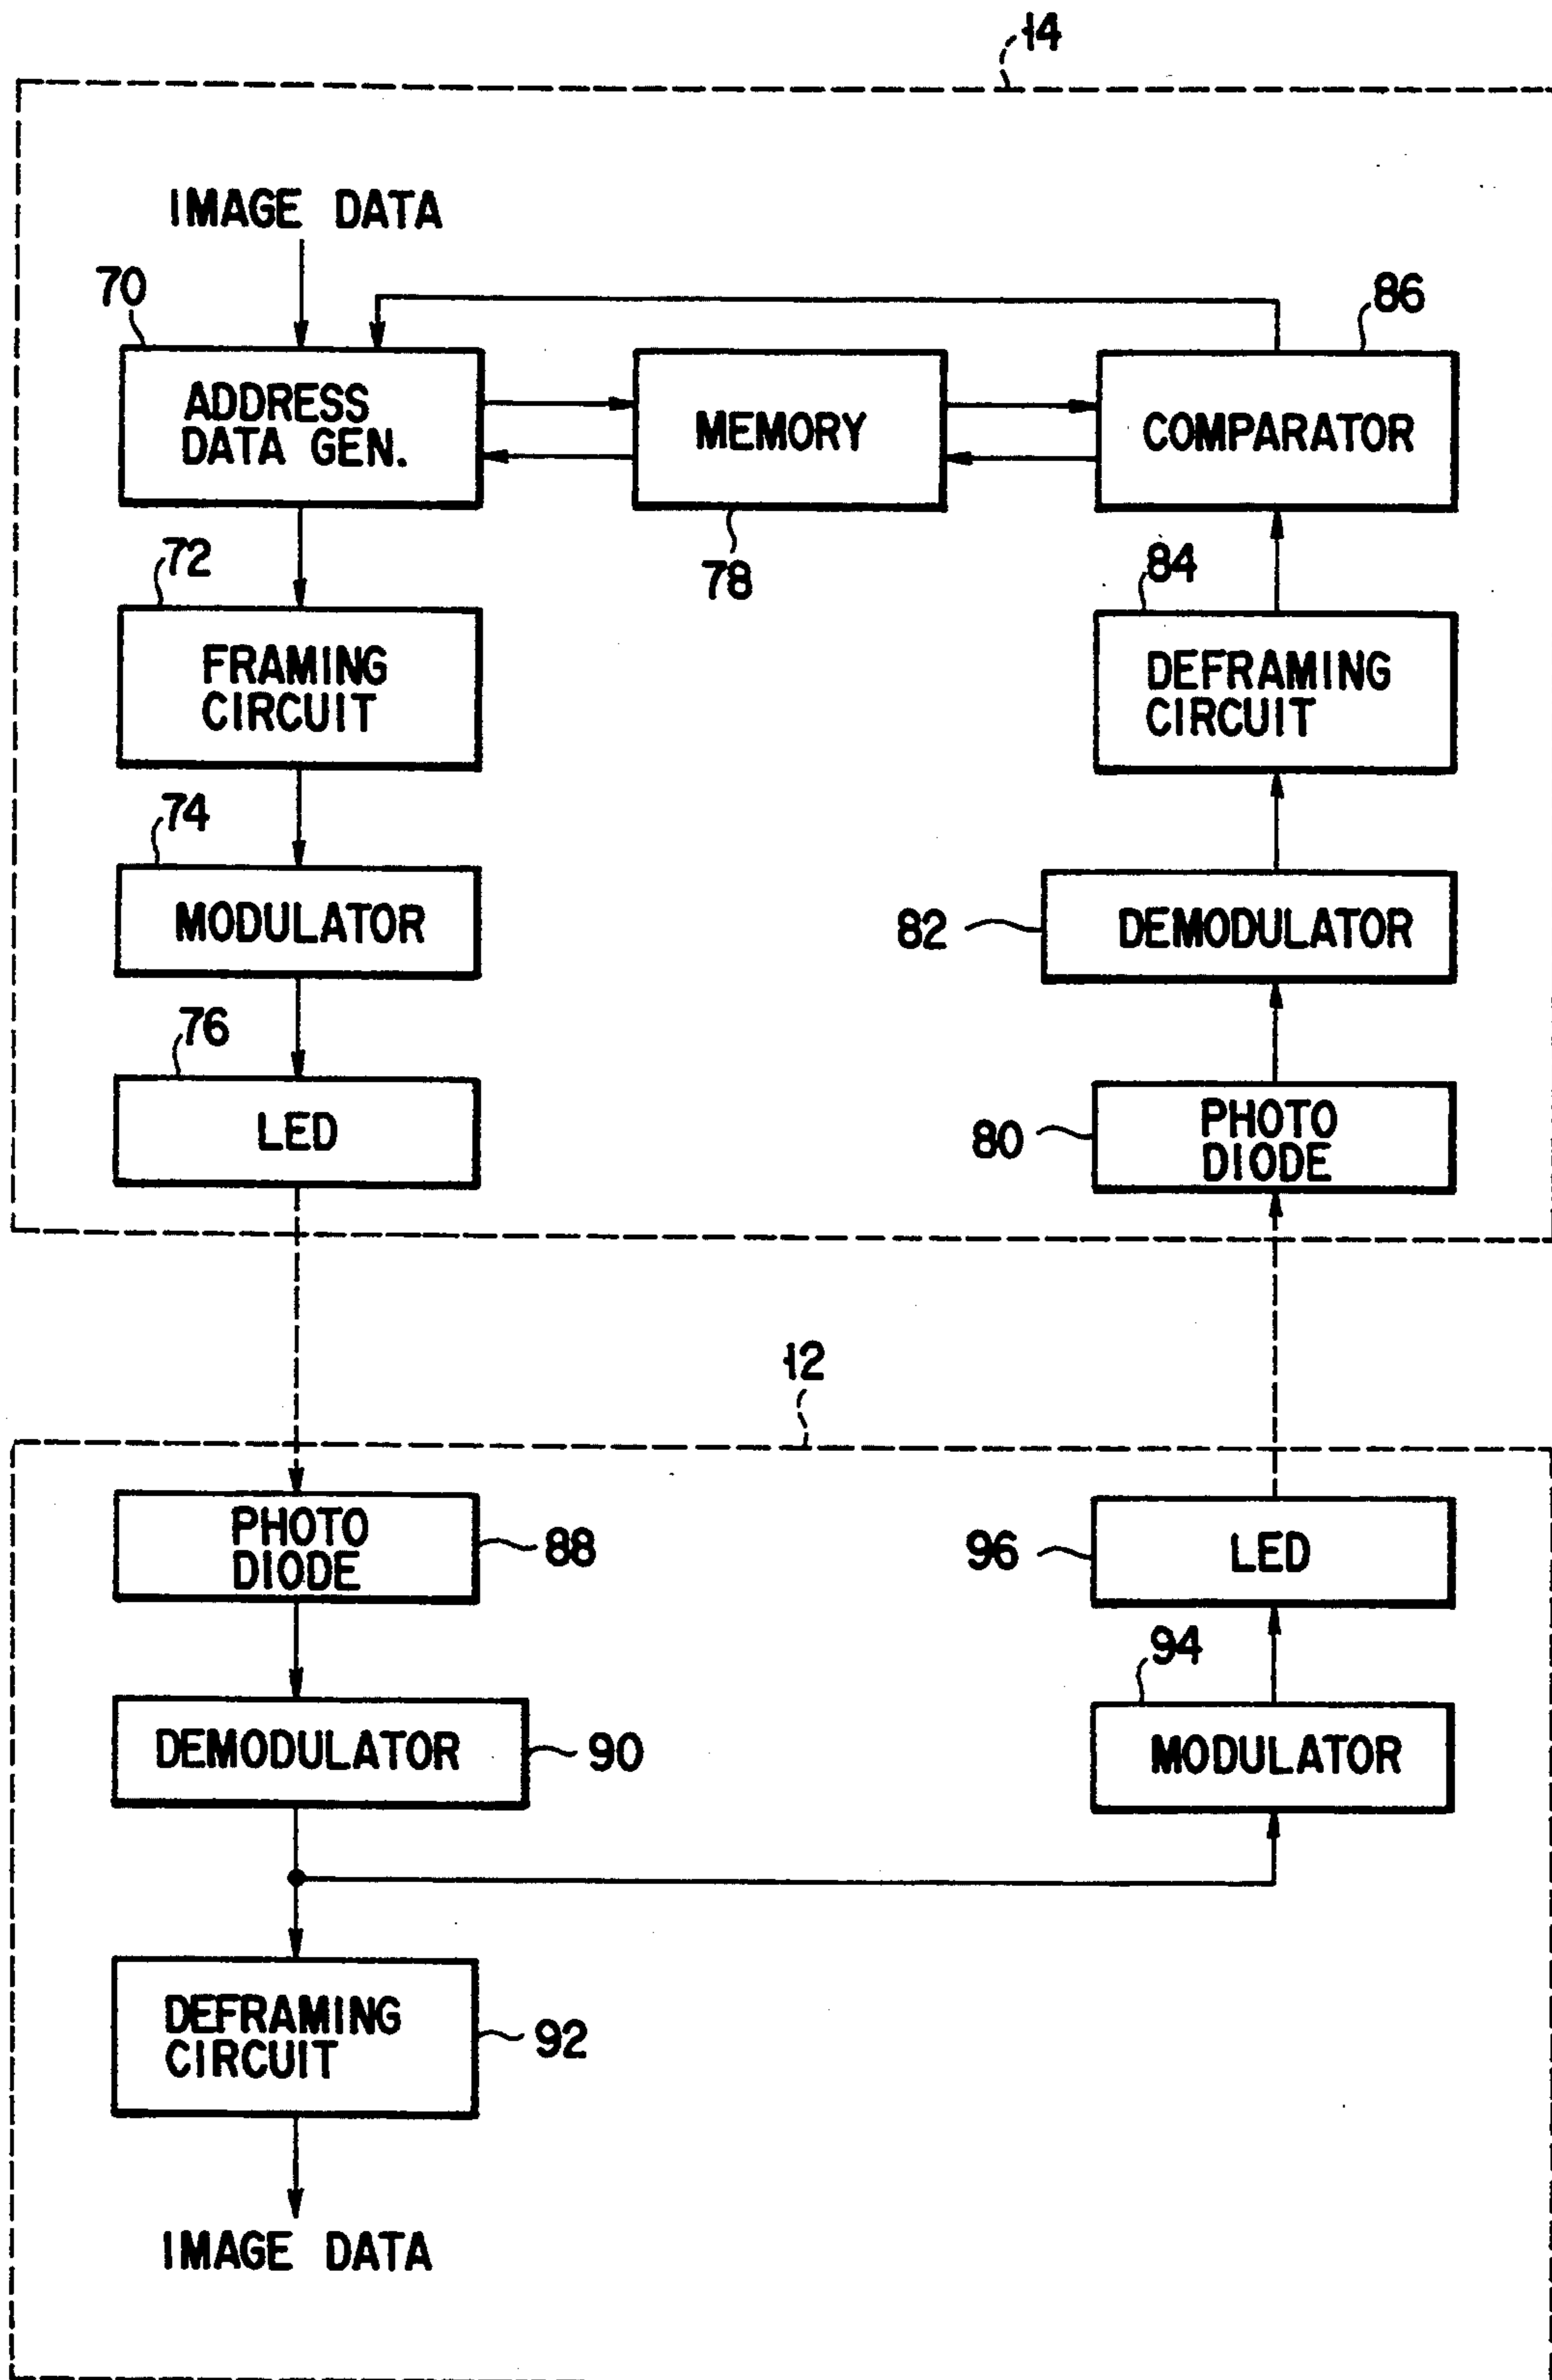 14
IMAGE DATA
70
86
ADDRESS
DATA GEN.
MEMORY
COMPARATOR
72
78
84
FRAMING
CIRCUIT
DEFRAMING
CIRCUIT
74
MODULATOR
82
DEMODULATOR
76
LED
80
PHOTO
DIODE
12
PHOTO
DIODE
88
96
LED
94
DEMODULATOR
90
MODULATOR
DEFRAMING
CIRCUIT
92
IMAGE DATA